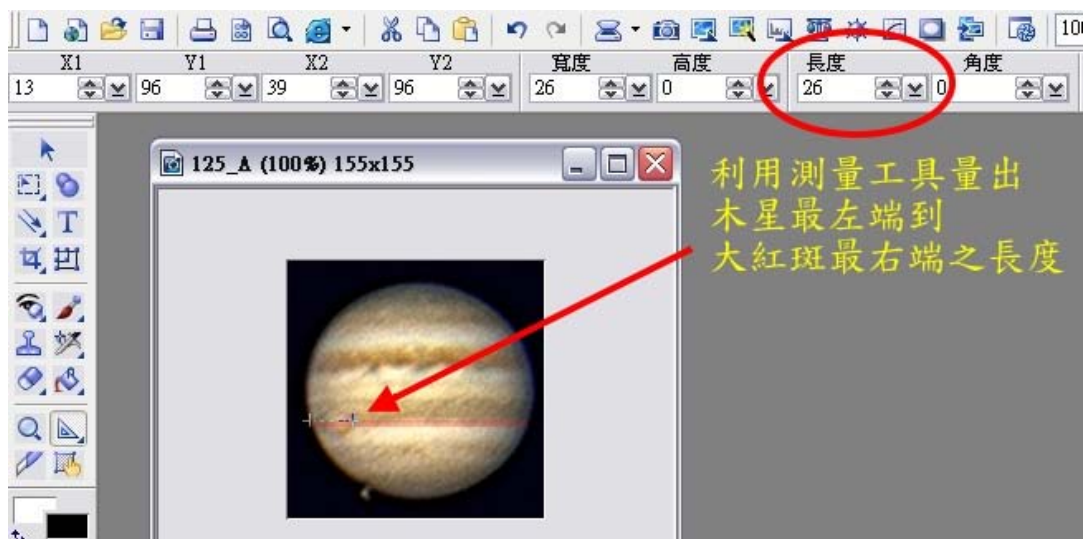 10
X1 Y1 X2 Y2 寬度 高度 長度 角度
13 96 39 96 26 0 26 0
125_A (100%) 155x155
利用測量工具量出
木星最左端到
大紅斑最右端之長度
T